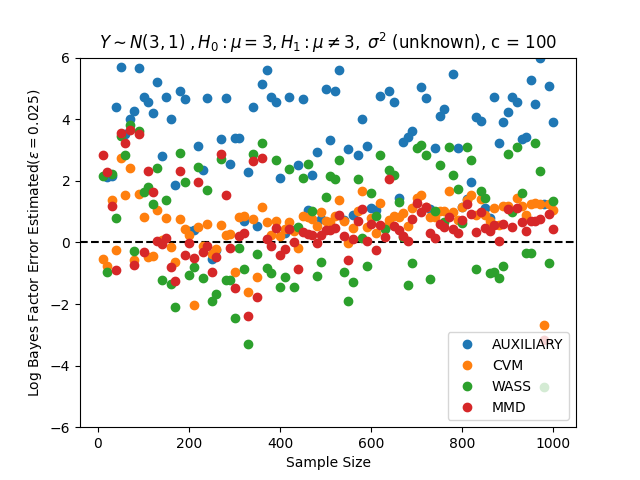 Y ∼ N(3, 1) , H₀ : μ = 3, H₁ : μ ≠ 3, σ² (unknown), c = 100
Log Bayes Factor Error Estimated(ε = 0.025)
6
4
2
0
−2
−4
−6
AUXILIARY
CVM
WASS
MMD
0 200 400 600 800 1000
Sample Size